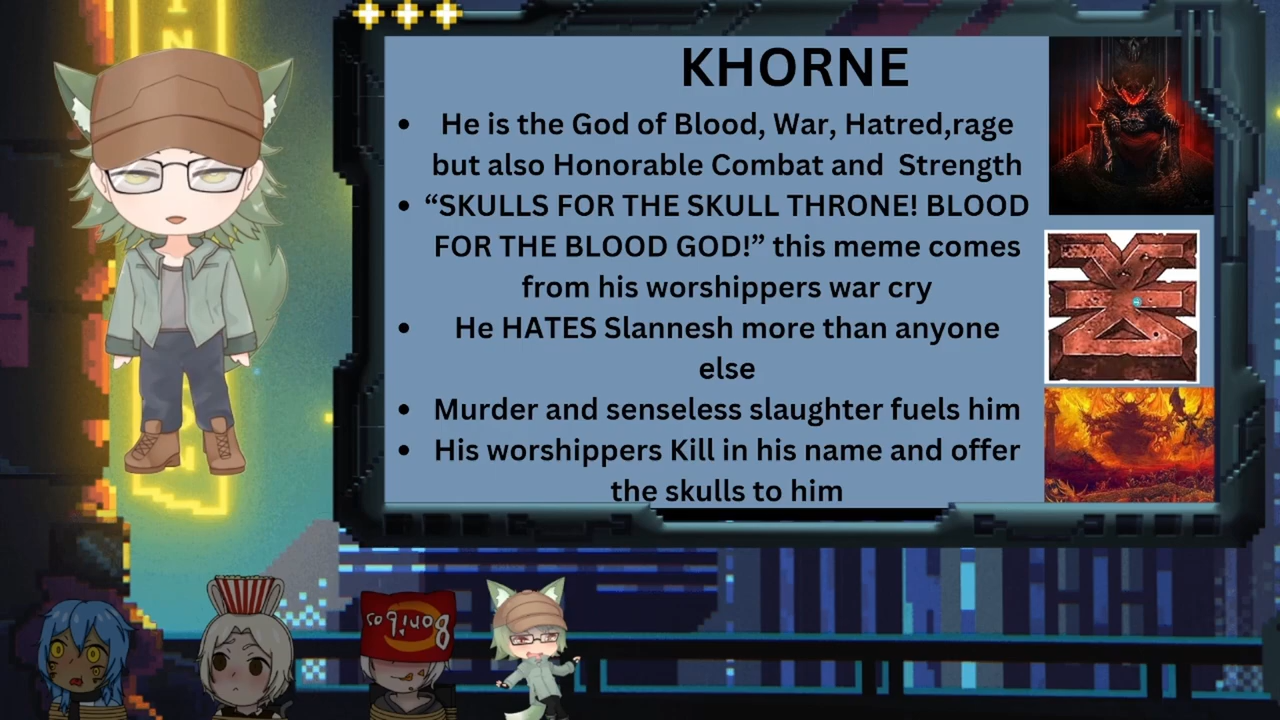 IN
KHORNE
• He is the God of Blood, War, Hatred,rage
but also Honorable Combat and Strength
• “SKULLS FOR THE SKULL THRONE! BLOOD
FOR THE BLOOD GOD!” this meme comes
from his worshippers war cry
• He HATES Slannesh more than anyone
else
• Murder and senseless slaughter fuels him
• His worshippers Kill in his name and offer
the skulls to him